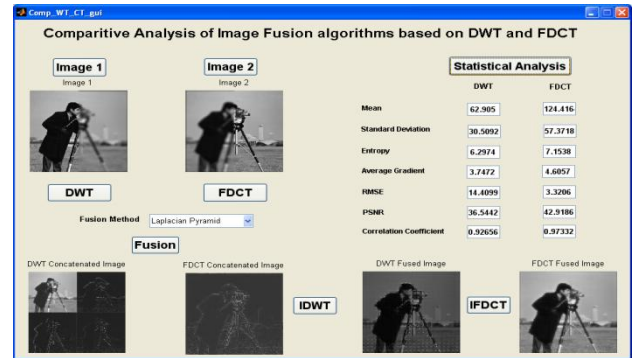 Comp_WT_CT_gui
Comparitive Analysis of Image Fusion algorithms based on DWT and FDCT
Image 1
Image 2
Statistical Analysis
Image 1
Image 2
DWT
FDCT
Mean
62.905
124.416
Standard Deviation
30.5092
57.3718
Entropy
6.2974
7.1538
Average Gradient
3.7472
4.6057
RMSE
14.4099
3.3206
PSNR
36.5442
42.9186
Correlation Coefficient
0.92656
0.97332
DWT
FDCT
Fusion Method
Laplacian Pyramid
Fusion
DWT Concatenated Image
FDCT Concatenated Image
DWT Fused Image
FDCT Fused Image
IDWT
IFDCT